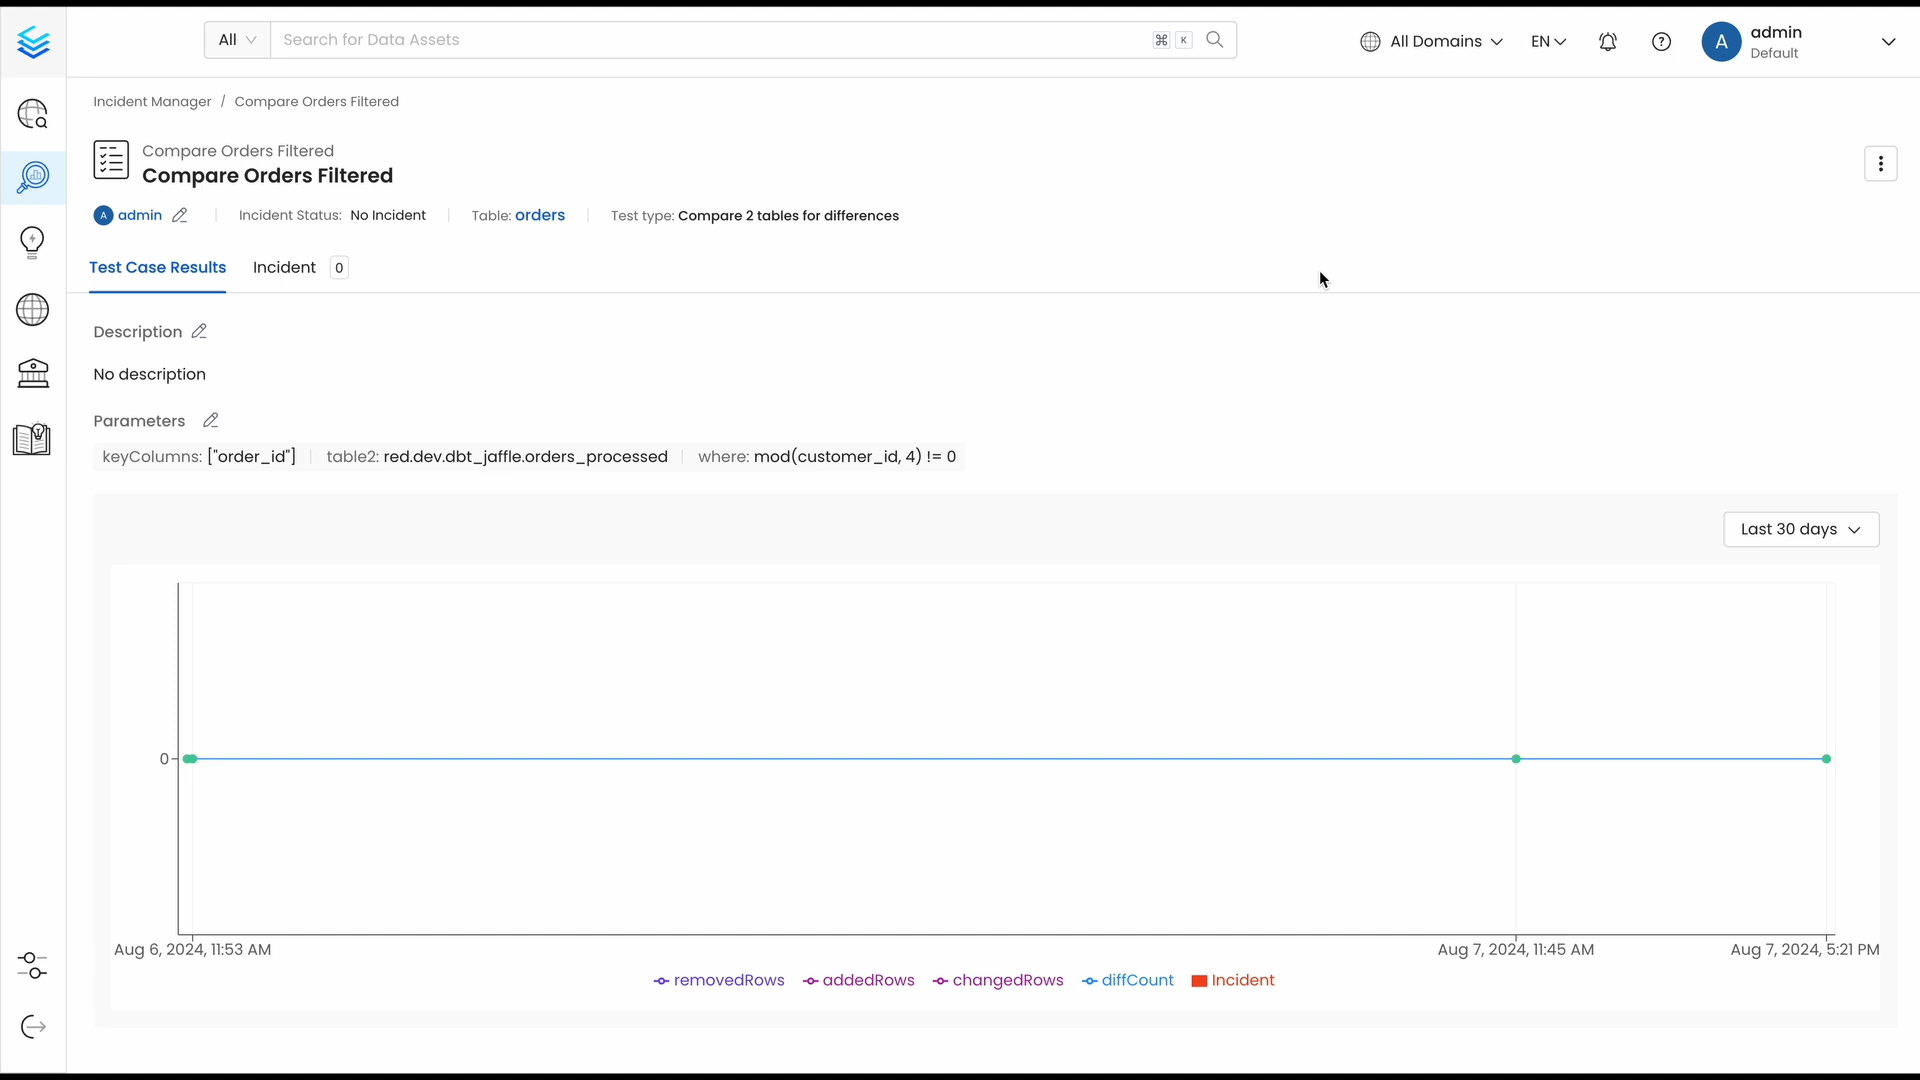 All
Search for Data Assets
⌘ K
All Domains
EN
A
admin
Default
Incident Manager / Compare Orders Filtered
Compare Orders Filtered
Compare Orders Filtered
A admin
Incident Status: No Incident
Table: orders
Test type: Compare 2 tables for differences
Test Case Results
Incident 0
Description
No description
Parameters
keyColumns: ["order_id"]
table2: red.dev.dbt_jaffle.orders_processed
where: mod(customer_id, 4) != 0
Last 30 days
0
Aug 6, 2024, 11:53 AM
Aug 7, 2024, 11:45 AM
Aug 7, 2024, 5:21 PM
removedRows addedRows changedRows diffCount Incident